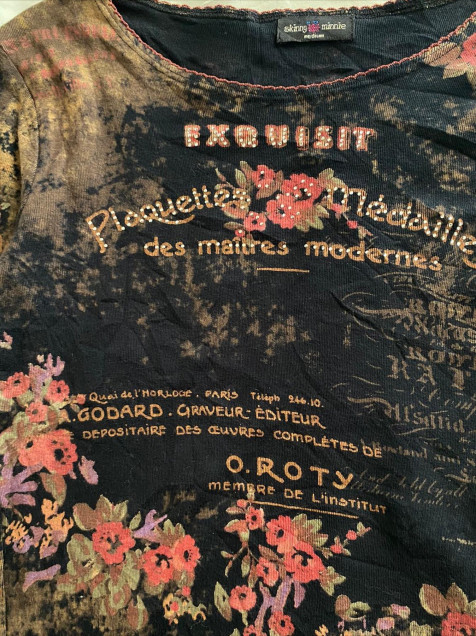 skinny minnie
medium
EXQUISIT
Plaquettes Médailles
des maîtres modernes
Quai de l'HORLOGE . PARIS Téléph 246.10.
A.GODARD . GRAVEUR-ÉDITEUR
DEPOSITAIRE DES ŒUVRES COMPLÈTES DE
O. ROTY
MEMBRE DE L'INSTITUT